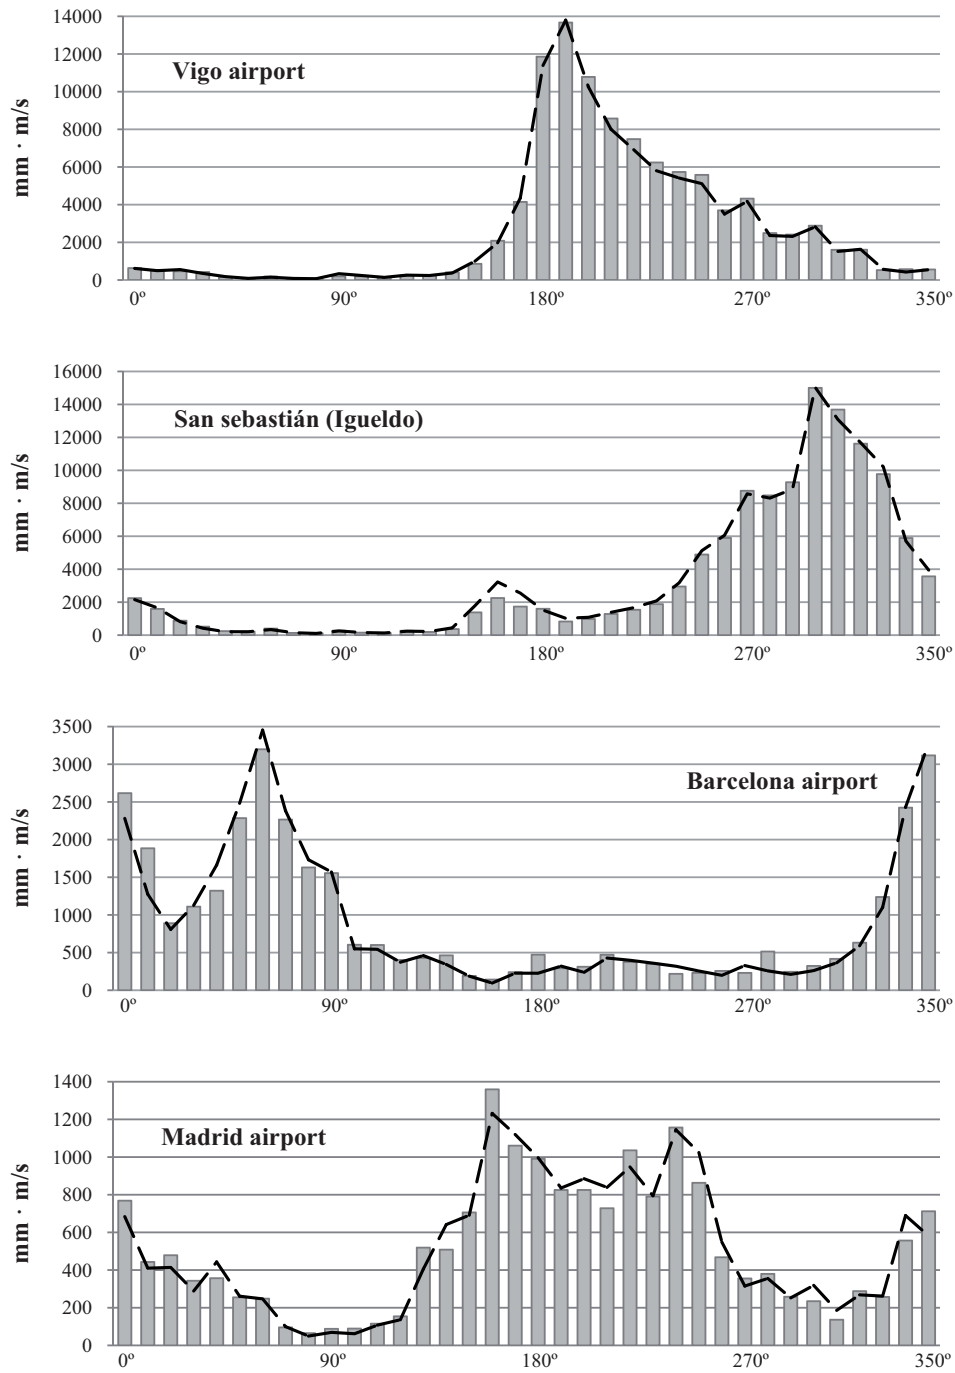 14000
12000
10000
8000
6000
4000
2000
0
mm · m/s
Vigo airport
0º 90º 180º 270º 350º
16000
14000
12000
10000
8000
6000
4000
2000
0
mm · m/s
San sebastián (Igueldo)
0º 90º 180º 270º 350º
3500
3000
2500
2000
1500
1000
500
0
mm · m/s
Barcelona airport
0º 90º 180º 270º 350º
1400
1200
1000
800
600
400
200
0
mm · m/s
Madrid airport
0º 90º 180º 270º 350º